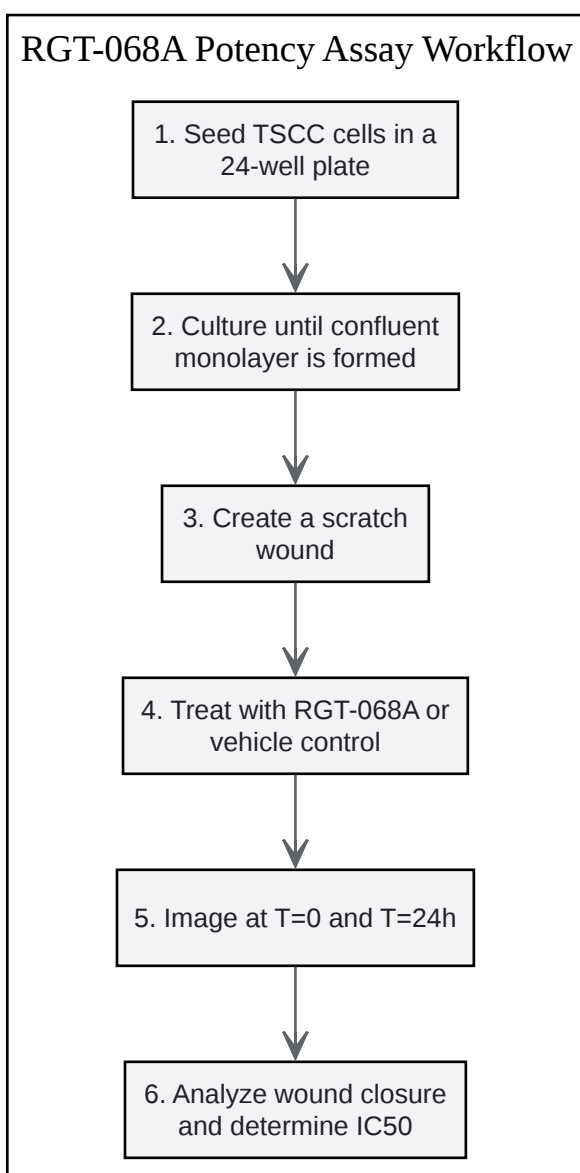 RGT-068A Potency Assay Workflow
1. Seed TSCC cells in a
24-well plate
2. Culture until confluent
monolayer is formed
3. Create a scratch
wound
4. Treat with RGT-068A or
vehicle control
5. Image at T=0 and T=24h
6. Analyze wound closure
and determine IC50